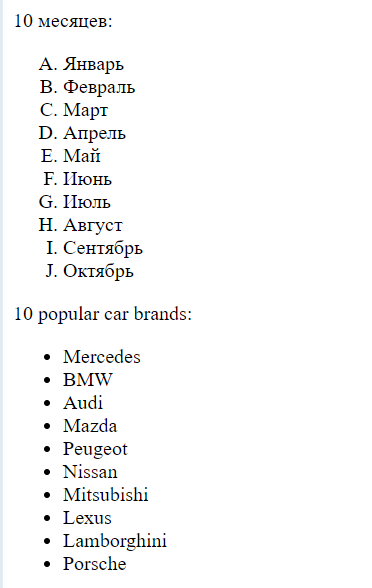 10 месяцев:
A. Январь
B. Февраль
C. Март
D. Апрель
E. Май
F. Июнь
G. Июль
H. Август
I. Сентябрь
J. Октябрь
10 popular car brands:
• Mercedes
• BMW
• Audi
• Mazda
• Peugeot
• Nissan
• Mitsubishi
• Lexus
• Lamborghini
• Porsche